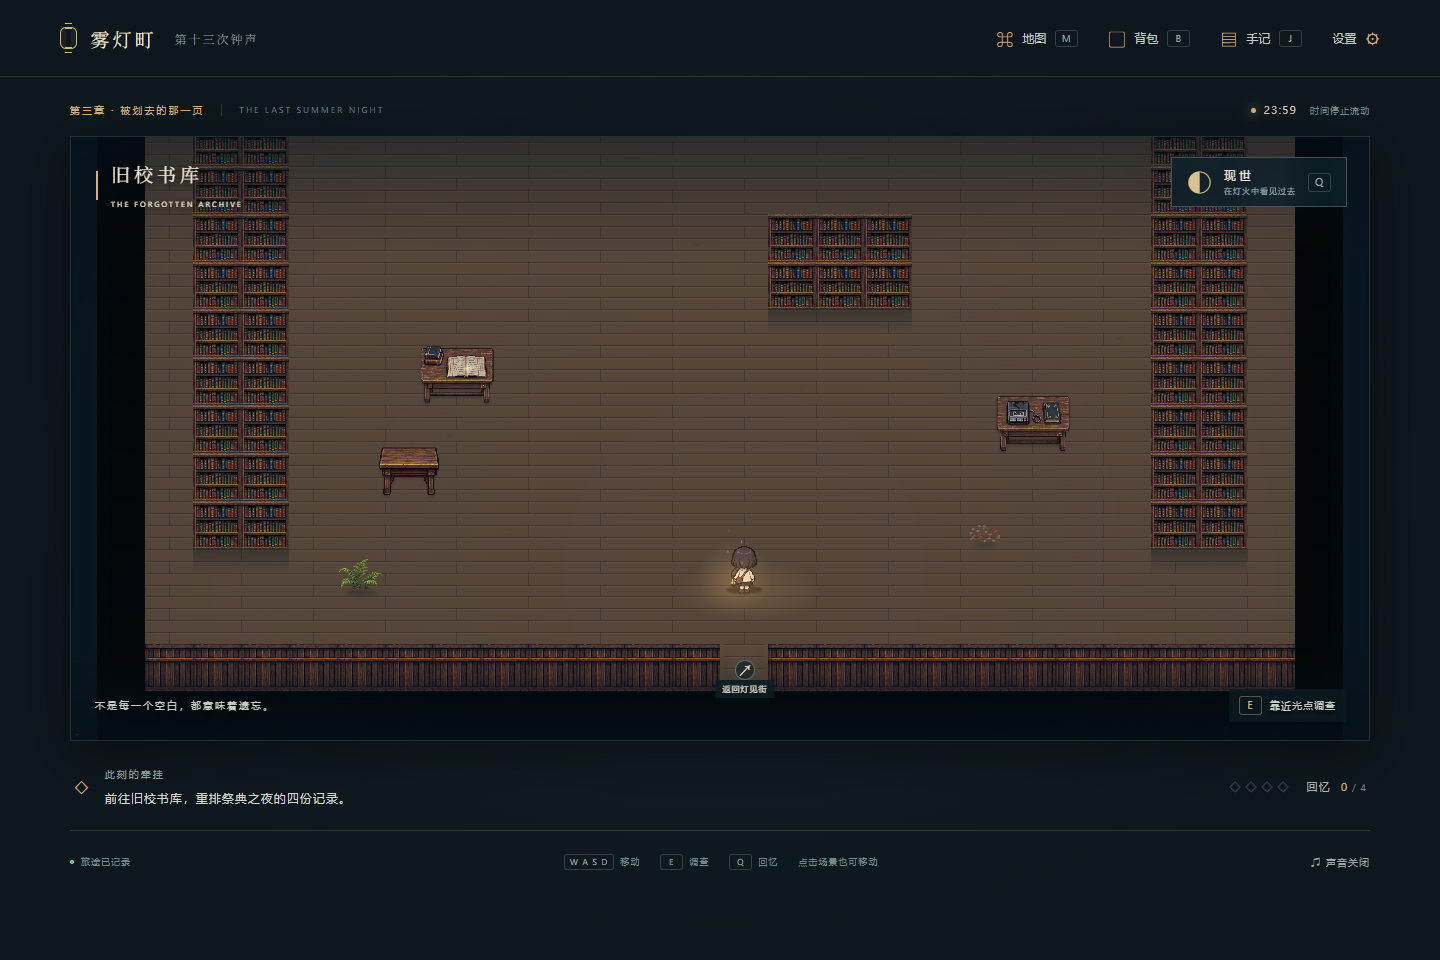 雾灯町 第十三次钟声 地图 M 背包 B 手记 J 设置
第三章 · 被划去的那一页 THE LAST SUMMER NIGHT 23:59 时间停止流动
旧校书库
THE FORGOTTEN ARCHIVE
现世
在灯火中看见过去
Q
返回灯见街
不是每一个空白，都意味着遗忘。
E 靠近光点调查
此刻的牵挂
前往旧校书库，重排祭典之夜的四份记录。
回忆 0 / 4
旅途已记录 WASD 移动 E 调查 Q 回忆 点击场景也可移动 声音关闭